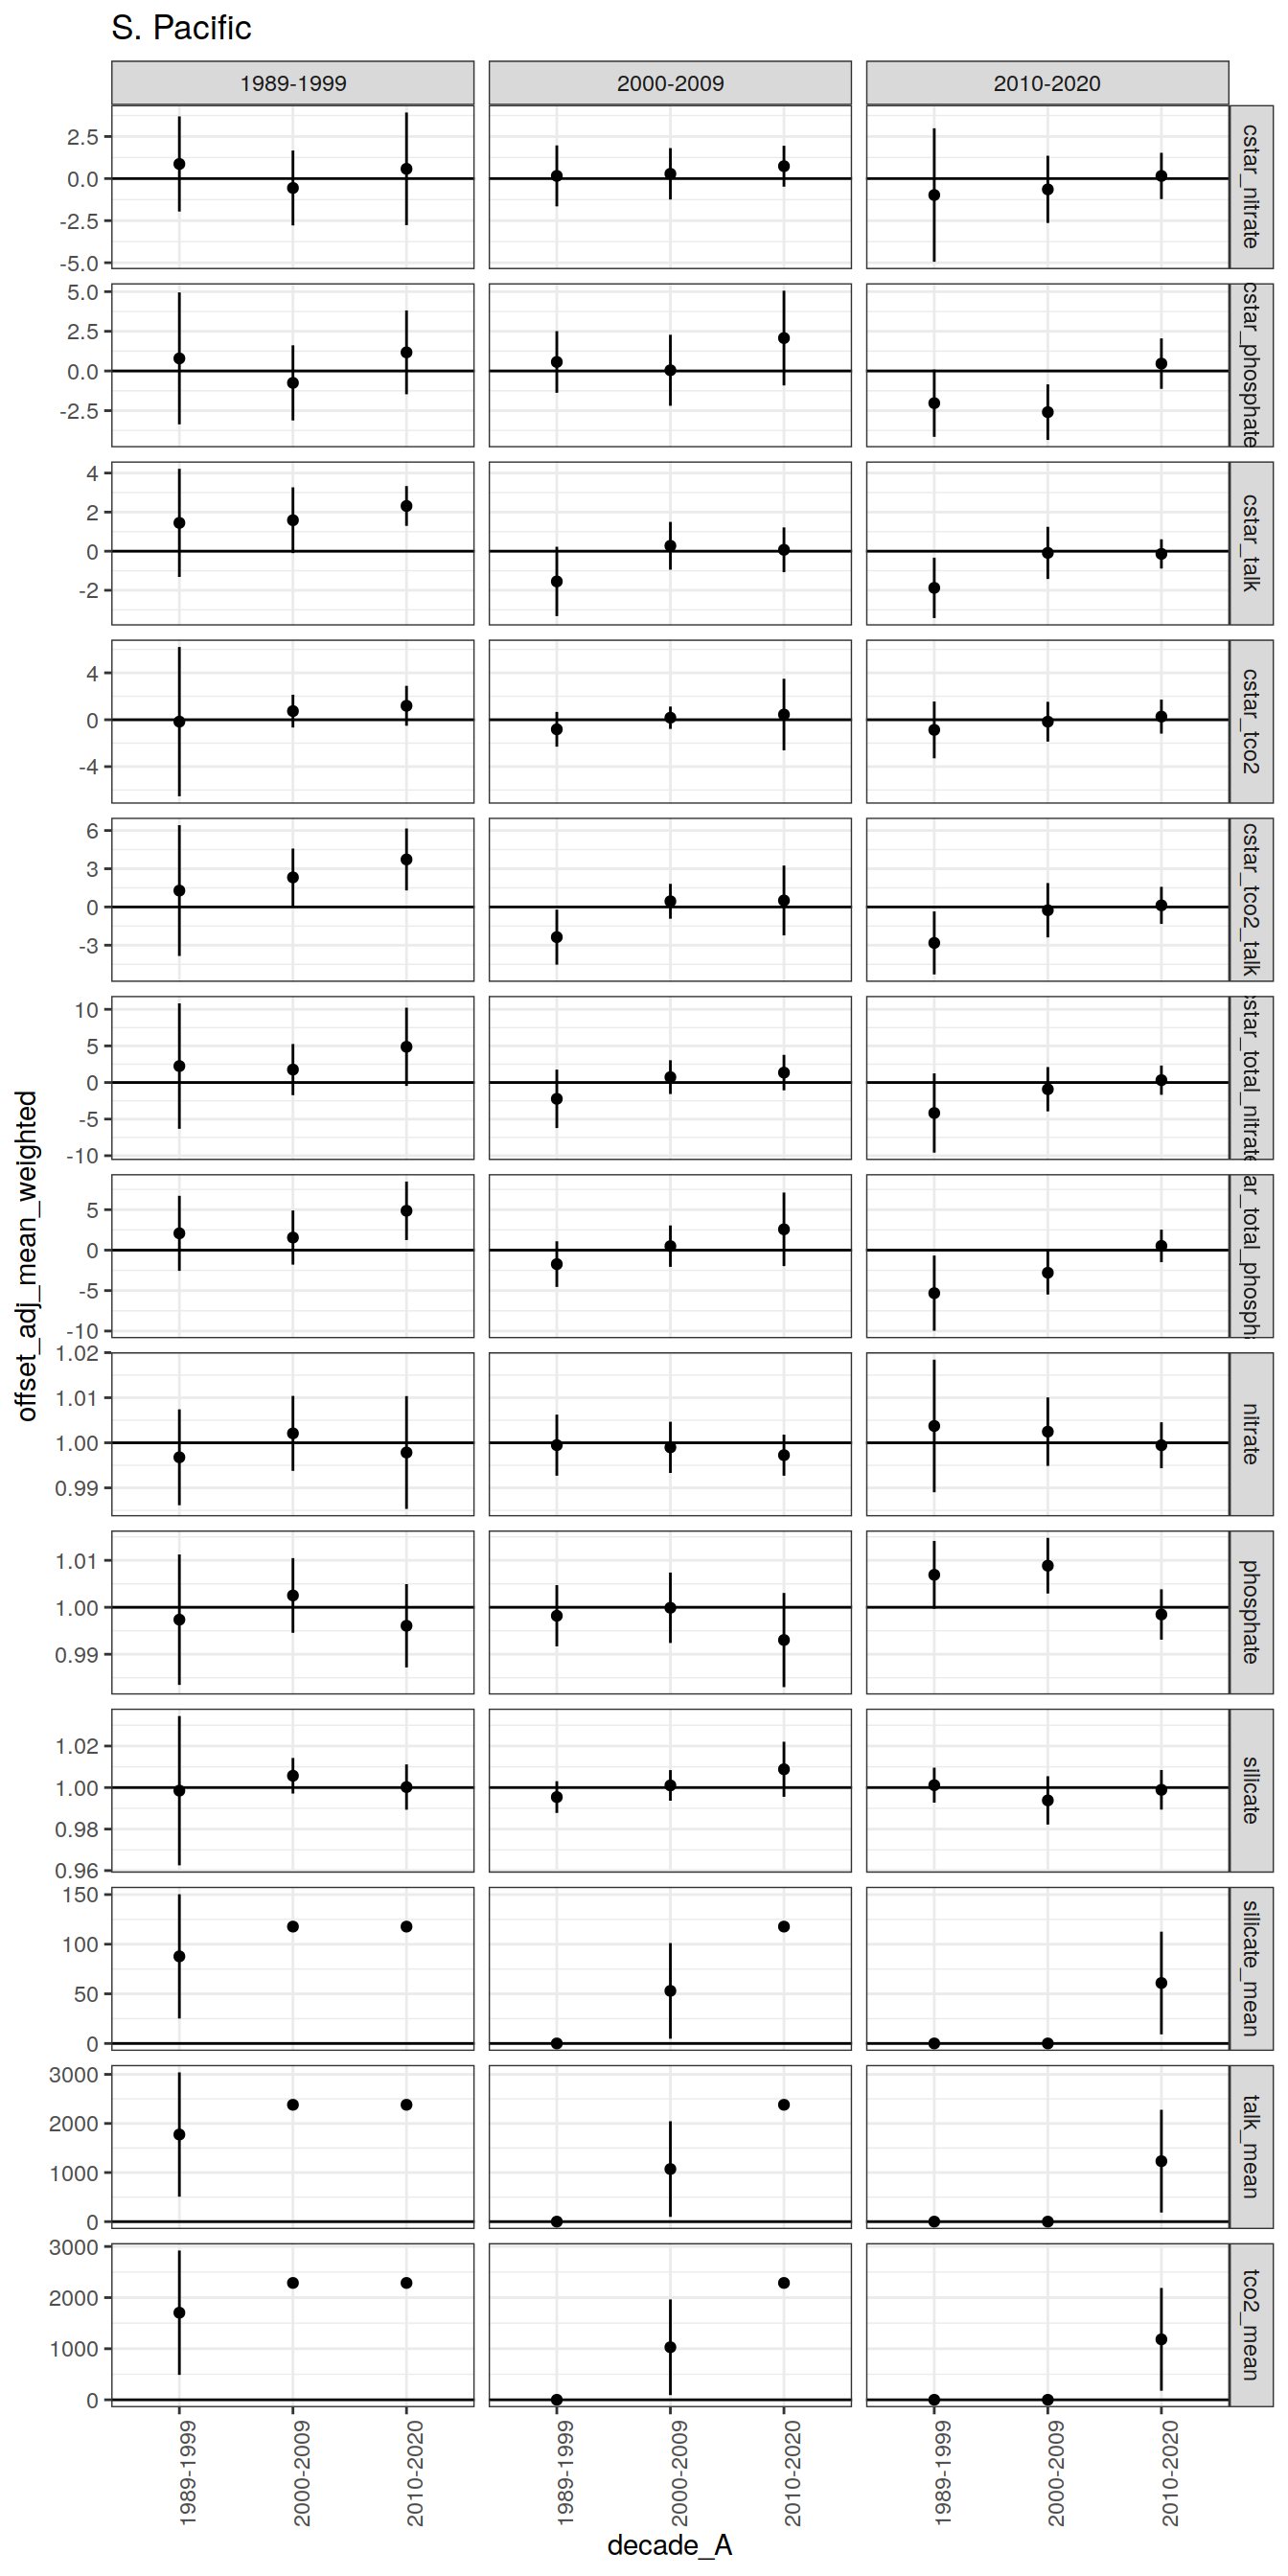 S. Pacific
1989-1999 2000-2009 2010-2020
2.5
0.0
-2.5
-5.0
cstar_nitrate
5.0
2.5
0.0
-2.5
cstar_phosphate
4
2
0
-2
cstar_talk
4
0
-4
cstar_tco2
6
3
0
-3
cstar_tco2_talk
10
5
0
-5
-10
cstar_total_nitrate
5
0
-5
-10
ar_total_phosph
1.02
1.01
1.00
0.99
nitrate
1.01
1.00
0.99
phosphate
1.02
1.00
0.98
0.96
silicate
150
100
50
0
silicate_mean
3000
2000
1000
0
talk_mean
3000
2000
1000
0
tco2_mean
offset_adj_mean_weighted
1989-1999 2000-2009 2010-2020 1989-1999 2000-2009 2010-2020 1989-1999 2000-2009 2010-2020
decade_A